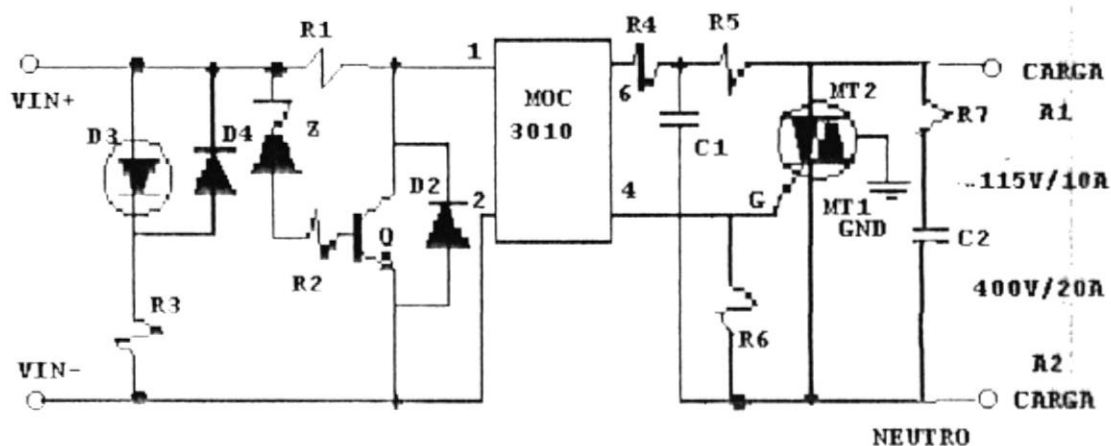 R1
R4
R5
VIN+
1
MOC
3010
6
MT2
CARGA
A1
D3
D4
Z
C1
R7
D2
2
4
G
..115V/10A
MT1
GND
R2
Q
C2
R3
R6
400V/20A
VIN-
A2
CARGA
NEUTRO